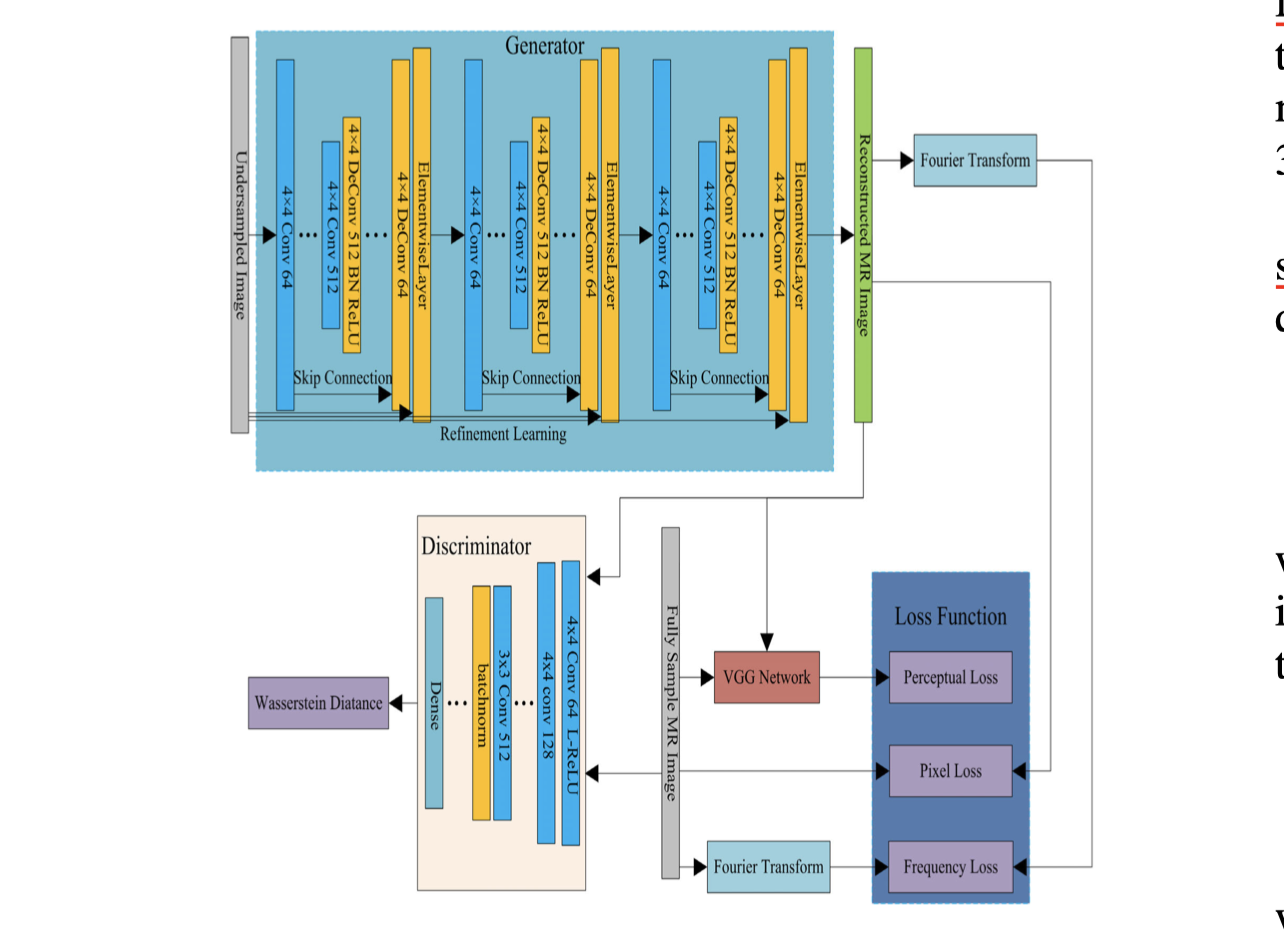 Generator
Undersampled Image
4×4 Conv 64
4×4 Conv 512
4×4 DeConv 512 BN ReLU
4×4 DeConv 64
ElementwiseLayer
4×4 Conv 64
4×4 Conv 512
4×4 DeConv 512 BN ReLU
4×4 DeConv 64
ElementwiseLayer
4×4 Conv 64
4×4 Conv 512
4×4 DeConv 512 BN ReLU
4×4 DeConv 64
ElementwiseLayer
Reconstructed MR Image
Fourier Transform
Skip Connection
Skip Connection
Skip Connection
Refinement Learning
Discriminator
Wasserstein Diatance
Dense
batchnorm
3x3 Conv 512
4x4 conv 128
4x4 Conv 64 L-ReLU
Fully Sample MR Image
VGG Network
Fourier Transform
Loss Function
Perceptual Loss
Pixel Loss
Frequency Loss